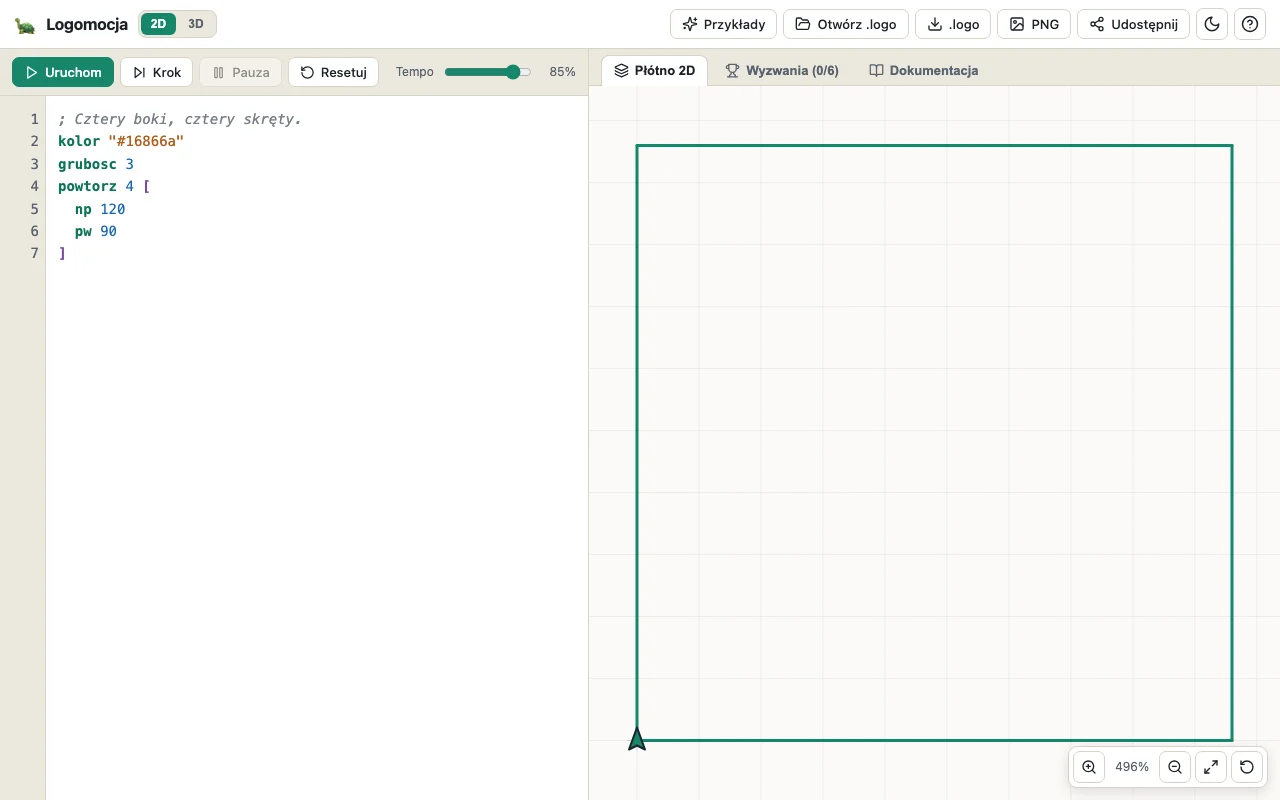 Logomocja
2D
3D
Przykłady
Otwórz .logo
.logo
PNG
Udostępnij
Uruchom
Krok
Pauza
Resetuj
Tempo
85%
Płótno 2D
Wyzwania (0/6)
Dokumentacja
1 ; Cztery boki, cztery skręty.
2 kolor "#16866a"
3 grubosc 3
4 powtorz 4 [
5 np 120
6 pw 90
7 ]
496%